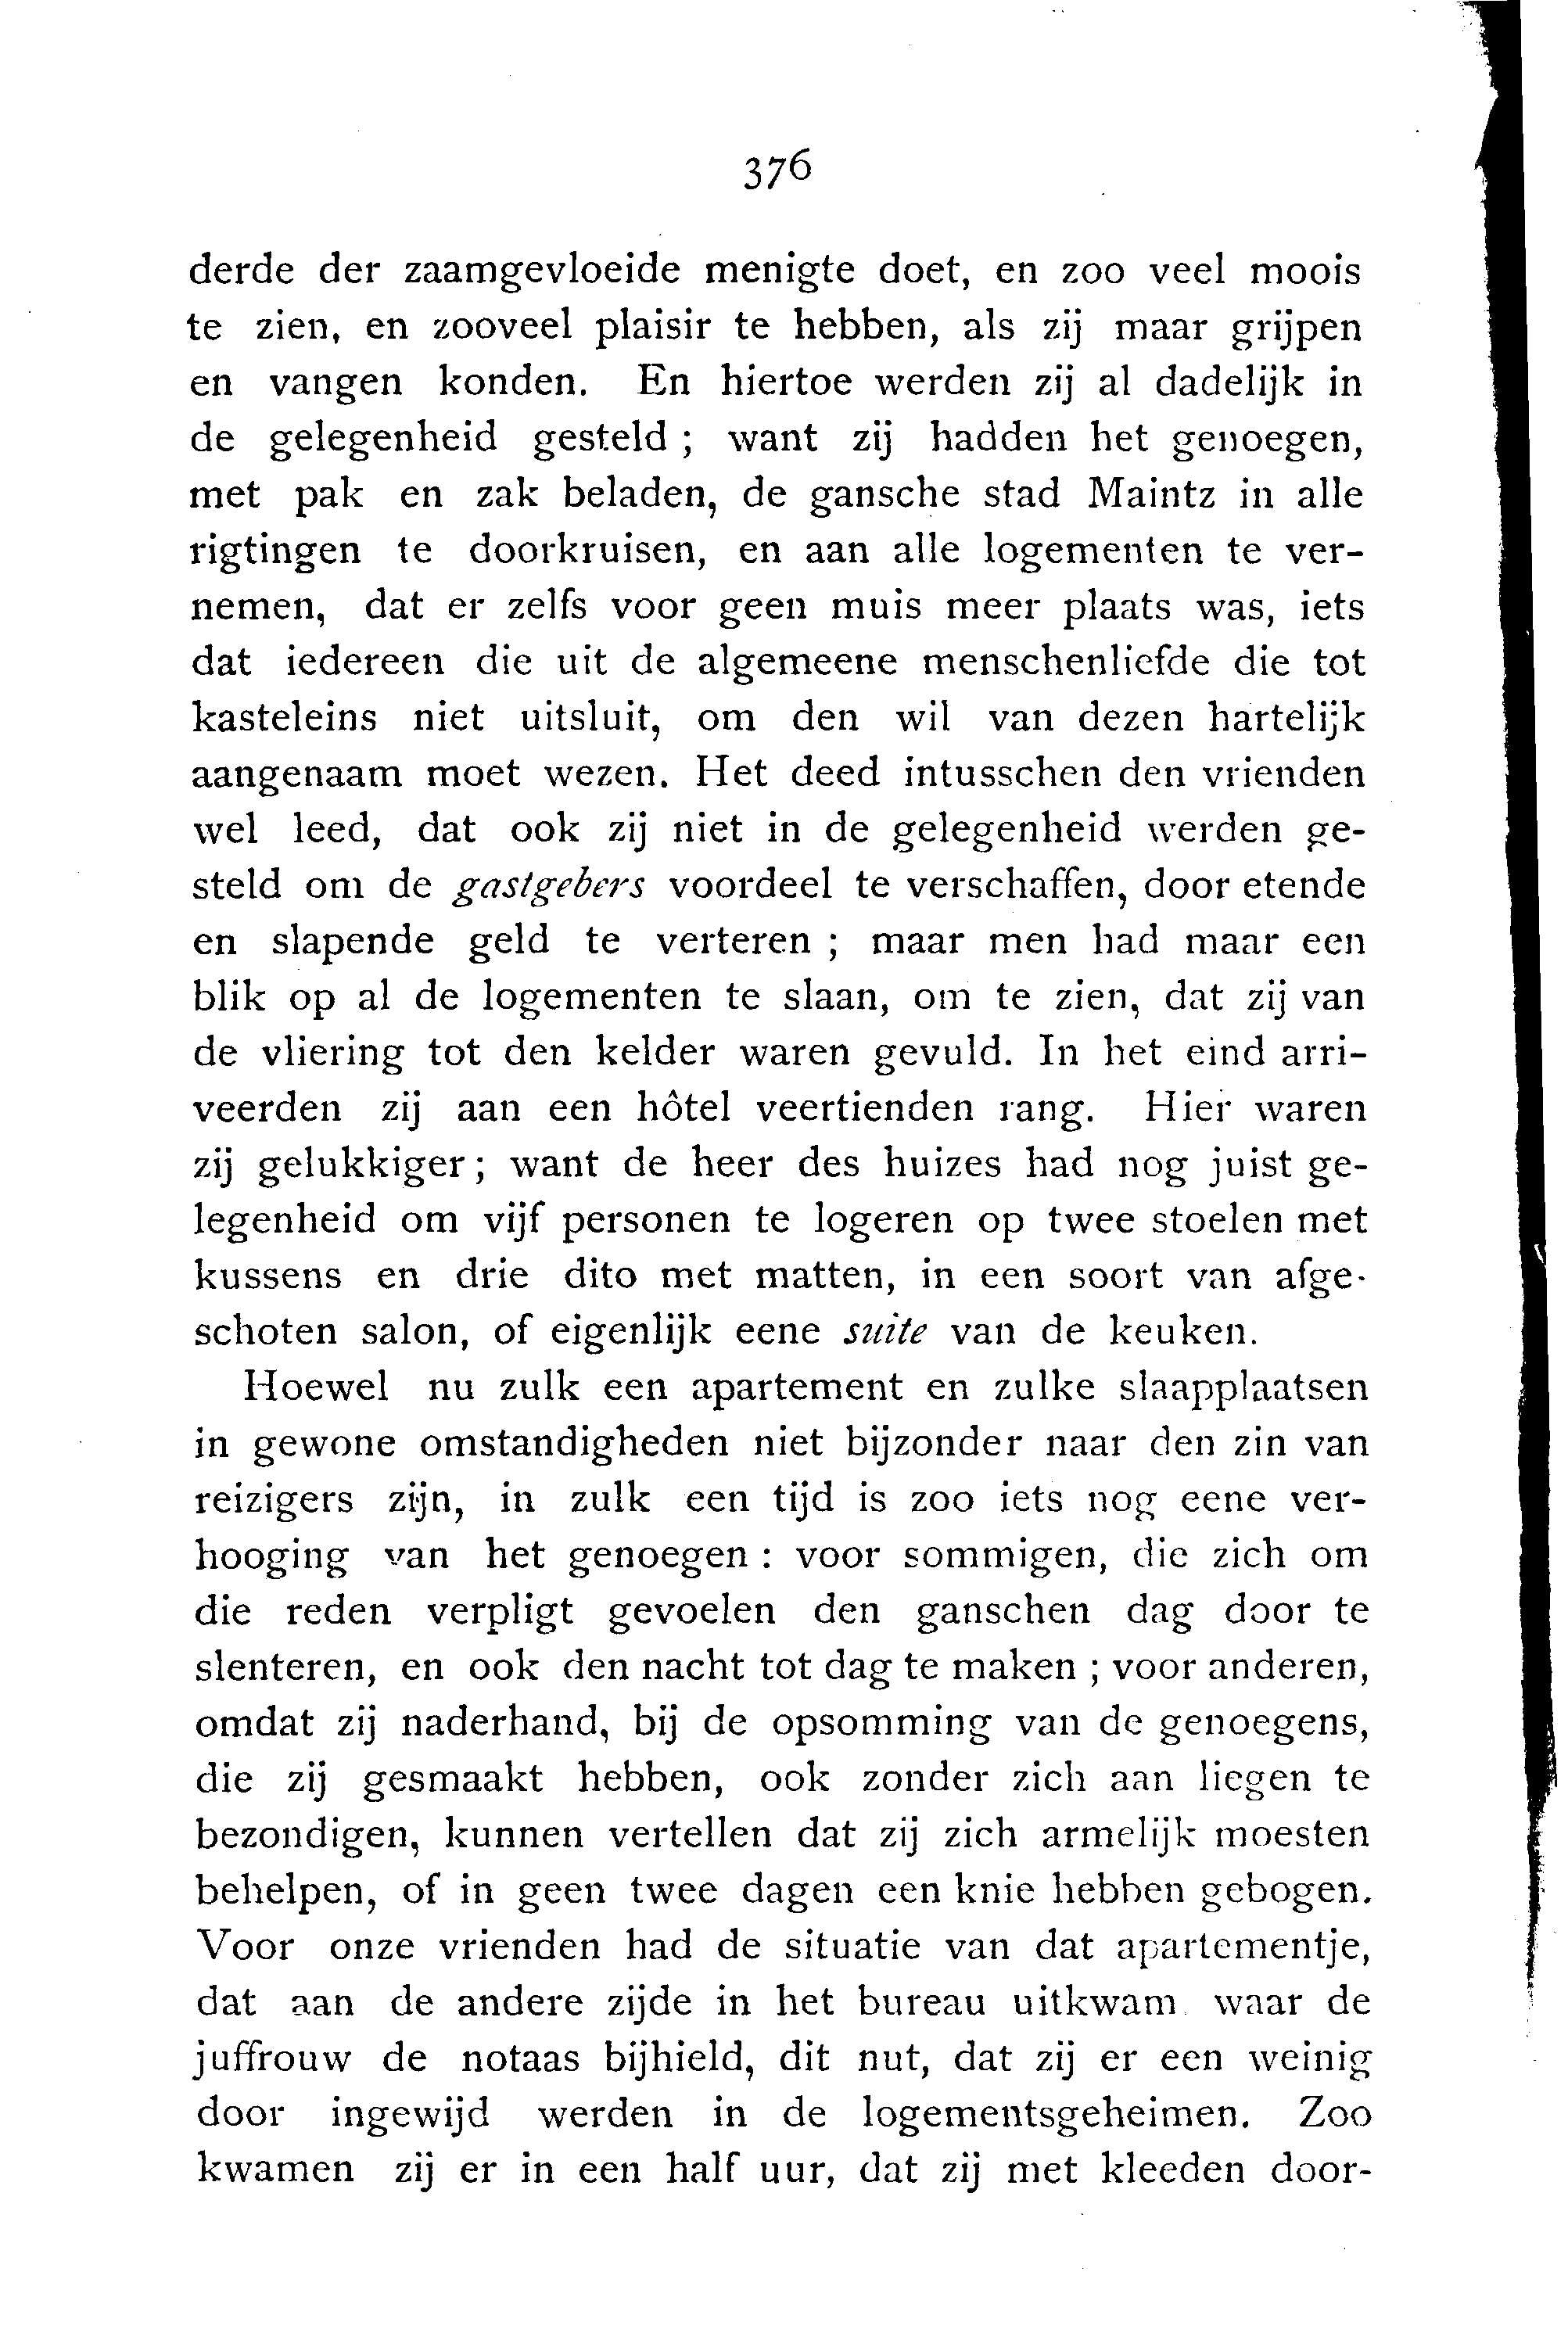 376
derde der zaamgevloeide menigte doet, en zoo veel moois
te zien, en zooveel plaisir te hebben, als zij maar grijpen
en vangen konden. En hiertoe werden zij al dadelijk in
de gelegenheid gesteld ; want zij hadden het genoegen,
met pak en zak beladen, de gansche stad Maintz in alle
rigtingen te doorkruisen, en aan alle logementen te ver-
nemen, dat er zelfs voor geen muis meer plaats was, iets
dat iedereen die uit de algemeene menschenliefde die tot
kasteleins niet uitsluit, om den wil van dezen hartelijk
aangenaam moet wezen. Het deed intusschen den vrienden
wel leed, dat ook zij niet in de gelegenheid werden ge-
steld om de gastgebers voordeel te verschaffen, door etende
en slapende geld te verteren ; maar men had maar een
blik op al de logementen te slaan, om te zien, dat zij van
de vliering tot den kelder waren gevuld. In het eind arri-
veerden zij aan een hôtel veertienden rang. Hier waren
zij gelukkiger ; want de heer des huizes had nog juist ge-
legenheid om vijf personen te logeren op twee stoelen met
kussens en drie dito met matten, in een soort van afge-
schoten salon, of eigenlijk eene suite van de keuken.
Hoewel nu zulk een apartement en zulke slaapplaatsen
in gewone omstandigheden niet bijzonder naar den zin van
reizigers zijn, in zulk een tijd is zoo iets nog eene ver-
hooging van het genoegen : voor sommigen, die zich om
die reden verpligt gevoelen den ganschen dag door te
slenteren, en ook den nacht tot dag te maken ; voor anderen,
omdat zij naderhand, bij de opsomming van de genoegens,
die zij gesmaakt hebben, ook zonder zich aan liegen te
bezondigen, kunnen vertellen dat zij zich armelijk moesten
behelpen, of in geen twee dagen een knie hebben gebogen.
Voor onze vrienden had de situatie van dat apartementje,
dat aan de andere zijde in het bureau uitkwam waar de
juffrouw de notaas bijhield, dit nut, dat zij er een weinig
door ingewijd werden in de logementsgeheimen. Zoo
kwamen zij er in een half uur, dat zij met kleeden door-